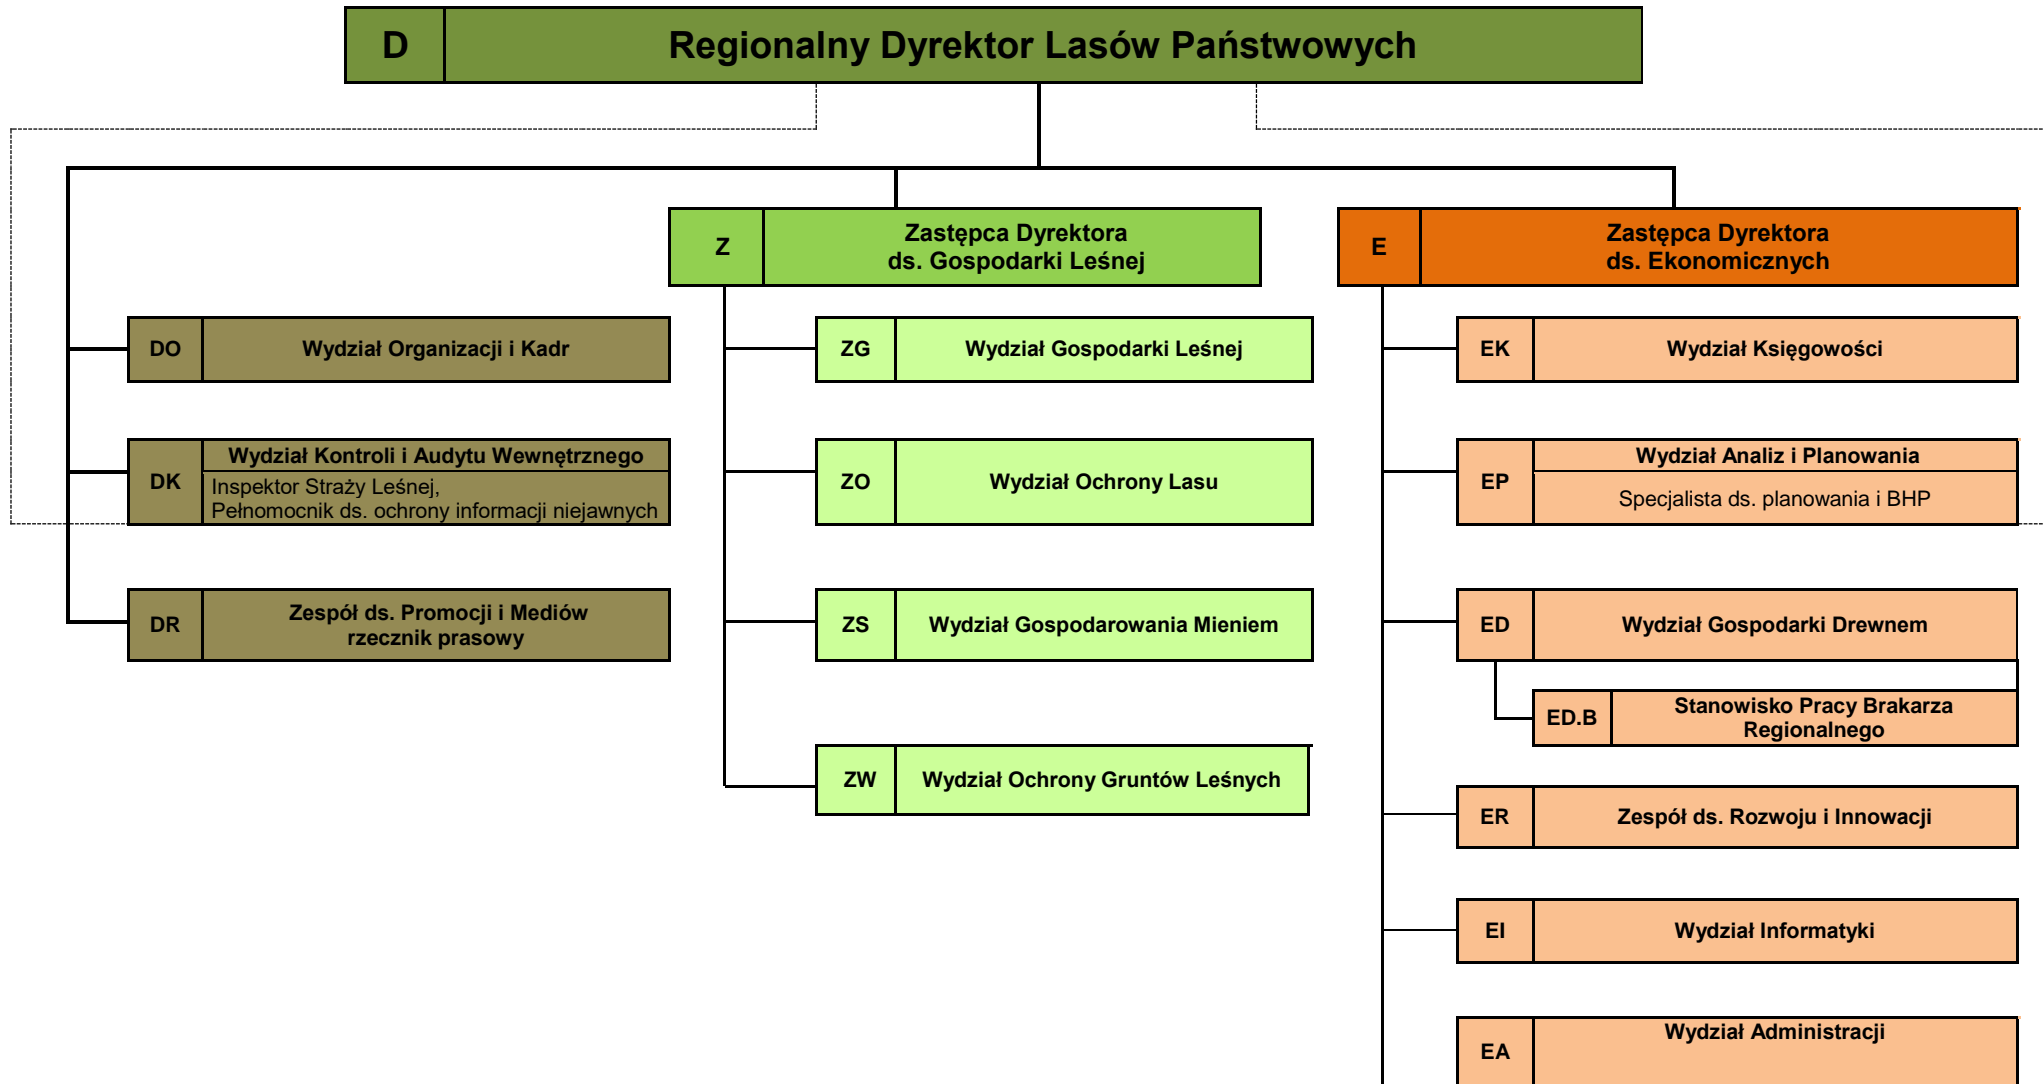 D
Regionalny Dyrektor Lasów Państwowych
Z
Zastępca Dyrektora
ds. Gospodarki Leśnej
E
Zastępca Dyrektora
ds. Ekonomicznych
DO
Wydział Organizacji i Kadr
ZG
Wydział Gospodarki Leśnej
EK
Wydział Księgowości
DK
Wydział Kontroli i Audytu Wewnętrznego
Inspektor Straży Leśnej,
Pełnomocnik ds. ochrony informacji niejawnych
ZO
Wydział Ochrony Lasu
EP
Wydział Analiz i Planowania
Specjalista ds. planowania i BHP
DR
Zespół ds. Promocji i Mediów
rzecznik prasowy
ZS
Wydział Gospodarowania Mieniem
ED
Wydział Gospodarki Drewnem
ED.B
Stanowisko Pracy Brakarza
Regionalnego
ZW
Wydział Ochrony Gruntów Leśnych
ER
Zespół ds. Rozwoju i Innowacji
EI
Wydział Informatyki
EA
Wydział Administracji